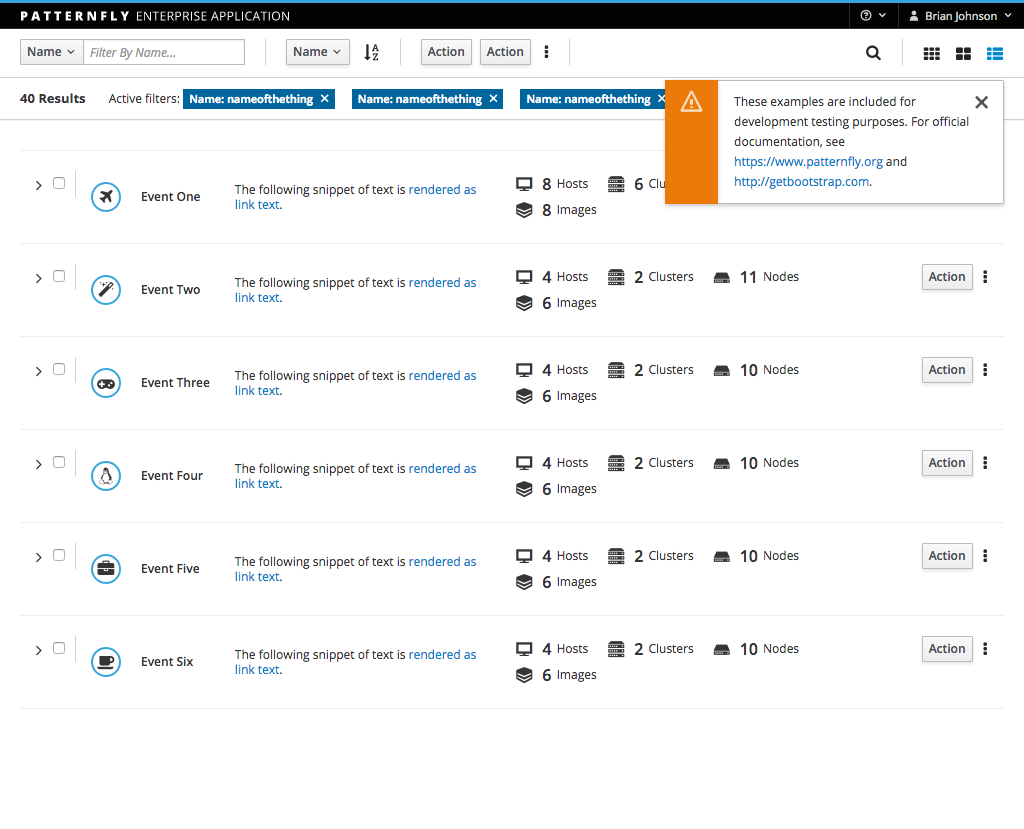 PATTERNFLY ENTERPRISE APPLICATION
Brian Johnson
Name Filter By Name... Name Action Action
40 Results Active filters: Name: nameofthething Name: nameofthething Name: nameofthething
These examples are included for
development testing purposes. For official
documentation, see
https://www.patternfly.org and
http://getbootstrap.com.
Event One
The following snippet of text is rendered as
link text.
8 Hosts 6 Clu
8 Images
Event Two
The following snippet of text is rendered as
link text.
4 Hosts 2 Clusters 11 Nodes
6 Images
Action
Event Three
The following snippet of text is rendered as
link text.
4 Hosts 2 Clusters 10 Nodes
6 Images
Action
Event Four
The following snippet of text is rendered as
link text.
4 Hosts 2 Clusters 10 Nodes
6 Images
Action
Event Five
The following snippet of text is rendered as
link text.
4 Hosts 2 Clusters 10 Nodes
6 Images
Action
Event Six
The following snippet of text is rendered as
link text.
4 Hosts 2 Clusters 10 Nodes
6 Images
Action